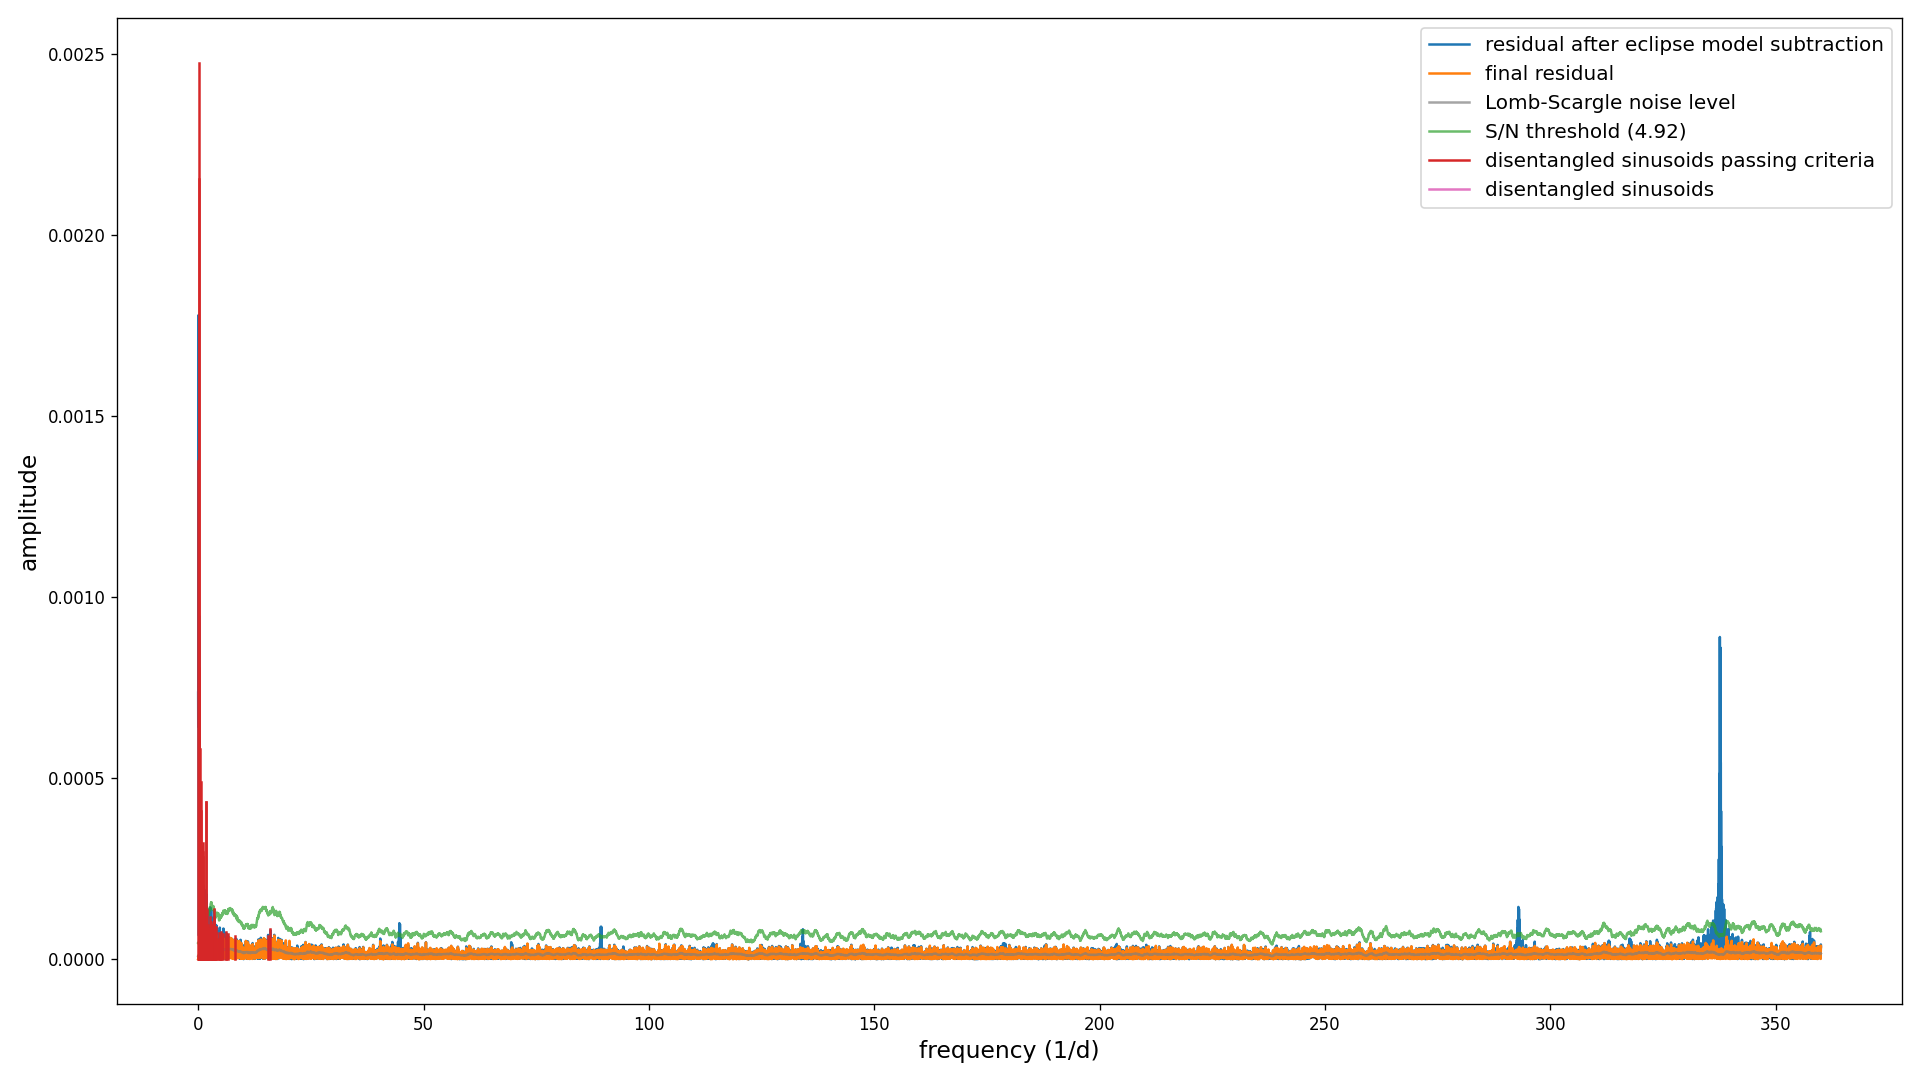 0.0025
0.0020
0.0015
0.0010
0.0005
0.0000
amplitude
0
50
100
150
200
250
300
350
frequency (1/d)
residual after eclipse model subtraction
final residual
Lomb-Scargle noise level
S/N threshold (4.92)
disentangled sinusoids passing criteria
disentangled sinusoids